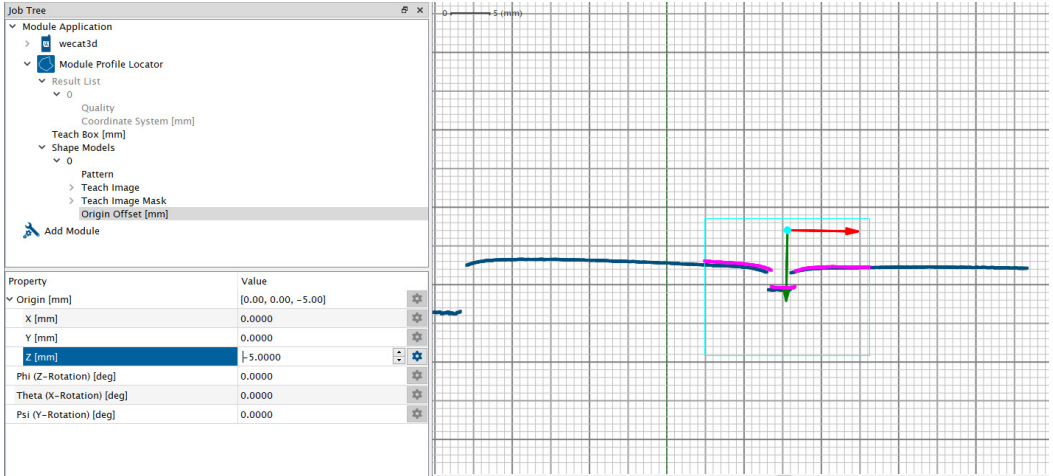 Job Tree
Module Application
wecat3d
Module Profile Locator
Result List
0
Quality
Coordinate System [mm]
Teach Box [mm]
Shape Models
0
Pattern
Teach Image
Teach Image Mask
Origin Offset [mm]
Add Module
Property Value
Origin [mm] [0.00, 0.00, −5.00]
X [mm] 0.0000
Y [mm] 0.0000
Z [mm] -5.0000
Phi (Z-Rotation) [deg] 0.0000
Theta (X-Rotation) [deg] 0.0000
Psi (Y-Rotation) [deg] 0.0000
0 5 (mm)